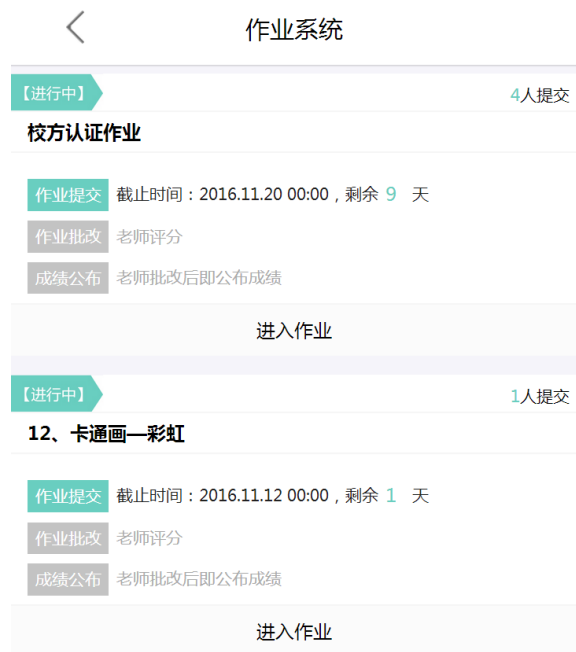 作业系统
【进行中】 4人提交
校方认证作业
作业提交 截止时间：2016.11.20 00:00，剩余 9 天
作业批改 老师评分
成绩公布 老师批改后即公布成绩
进入作业
【进行中】 1人提交
12、卡通画—彩虹
作业提交 截止时间：2016.11.12 00:00，剩余 1 天
作业批改 老师评分
成绩公布 老师批改后即公布成绩
进入作业